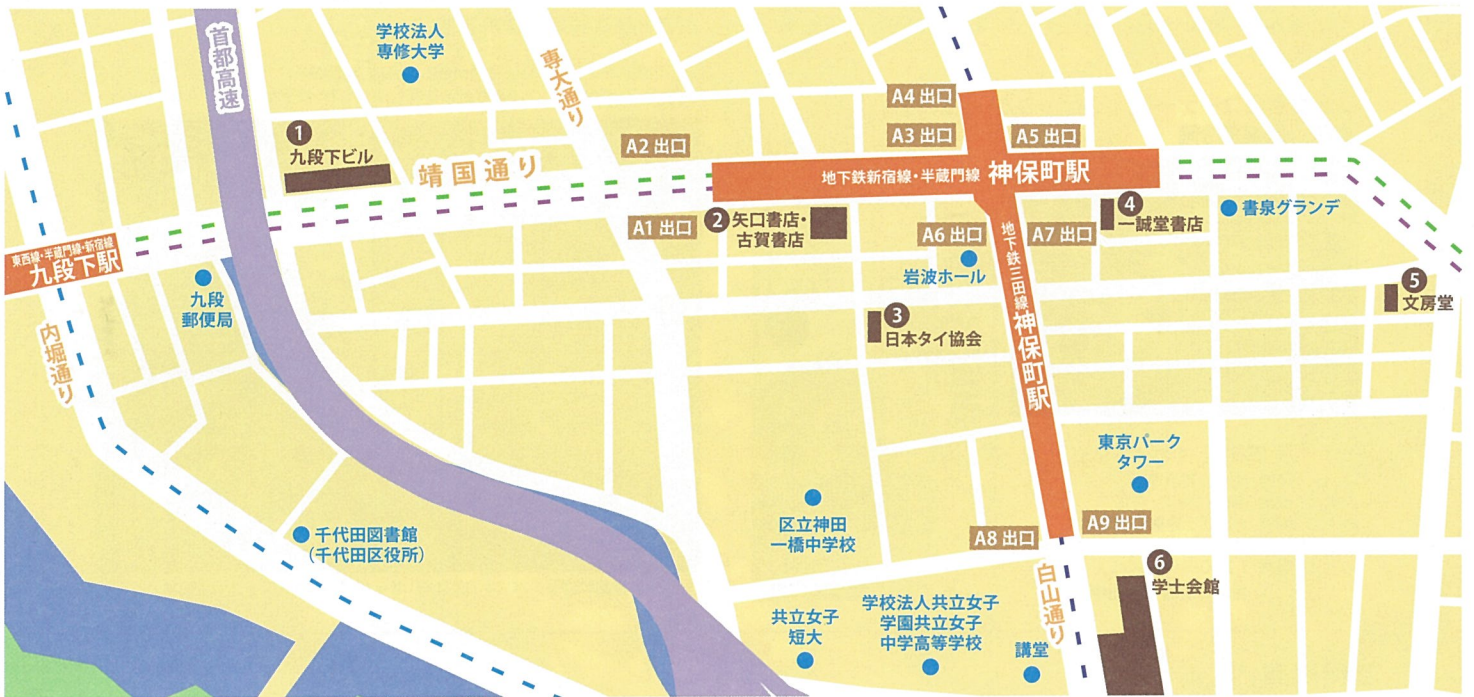 首都高速
学校法人
専修大学
専大通り
A4 出口
A3 出口
A5 出口
A2 出口
1
九段下ビル
靖国通り
地下鉄新宿線・半蔵門線 神保町駅
A1 出口
2 矢口書店・
古賀書店
A6 出口
A7 出口
4
一誠堂書店
書泉グランデ
東西線・半蔵門線・新宿線
九段下駅
九段
郵便局
岩波ホール
地下鉄三田線 神保町駅
5
文房堂
3
日本タイ協会
内堀通り
東京パーク
タワー
区立神田
一橋中学校
千代田図書館
(千代田区役所)
A8 出口
A9 出口
白山通り
6
学士会館
共立女子
短大
学校法人共立女子
学園共立女子
中学高等学校
講堂